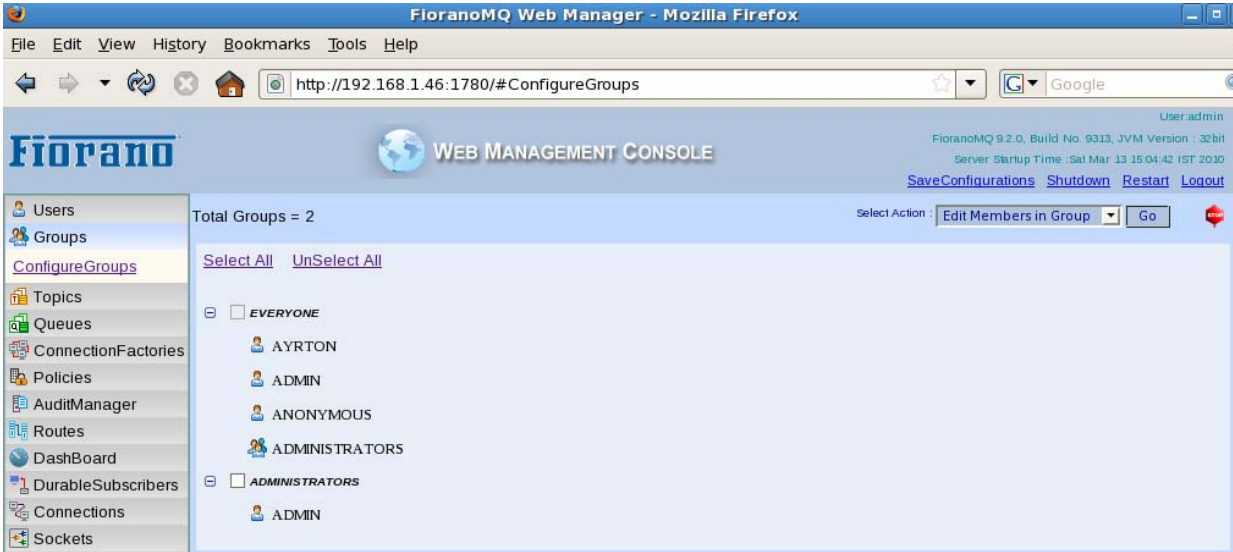 FioranoMQ Web Manager - Mozilla Firefox
File Edit View History Bookmarks Tools Help
http://192.168.1.46:1780/#ConfigureGroups
G Google
User:admin
Fiorano
WEB MANAGEMENT CONSOLE
FioranoMQ 9.2.0, Build No. 9313, JVM Version : 32bit
Server Startup Time :Sat Mar 13 15:04:42 IST 2010
SaveConfigurations Shutdown Restart Logout
Users
Groups
ConfigureGroups
Topics
Queues
ConnectionFactories
Policies
AuditManager
Routes
DashBoard
DurableSubscribers
Connections
Sockets
Total Groups = 2
Select Action : Edit Members in Group Go
STOP
Select All UnSelect All
EVERYONE
AYRTON
ADMIN
ANONYMOUS
ADMINISTRATORS
ADMINISTRATORS
ADMIN